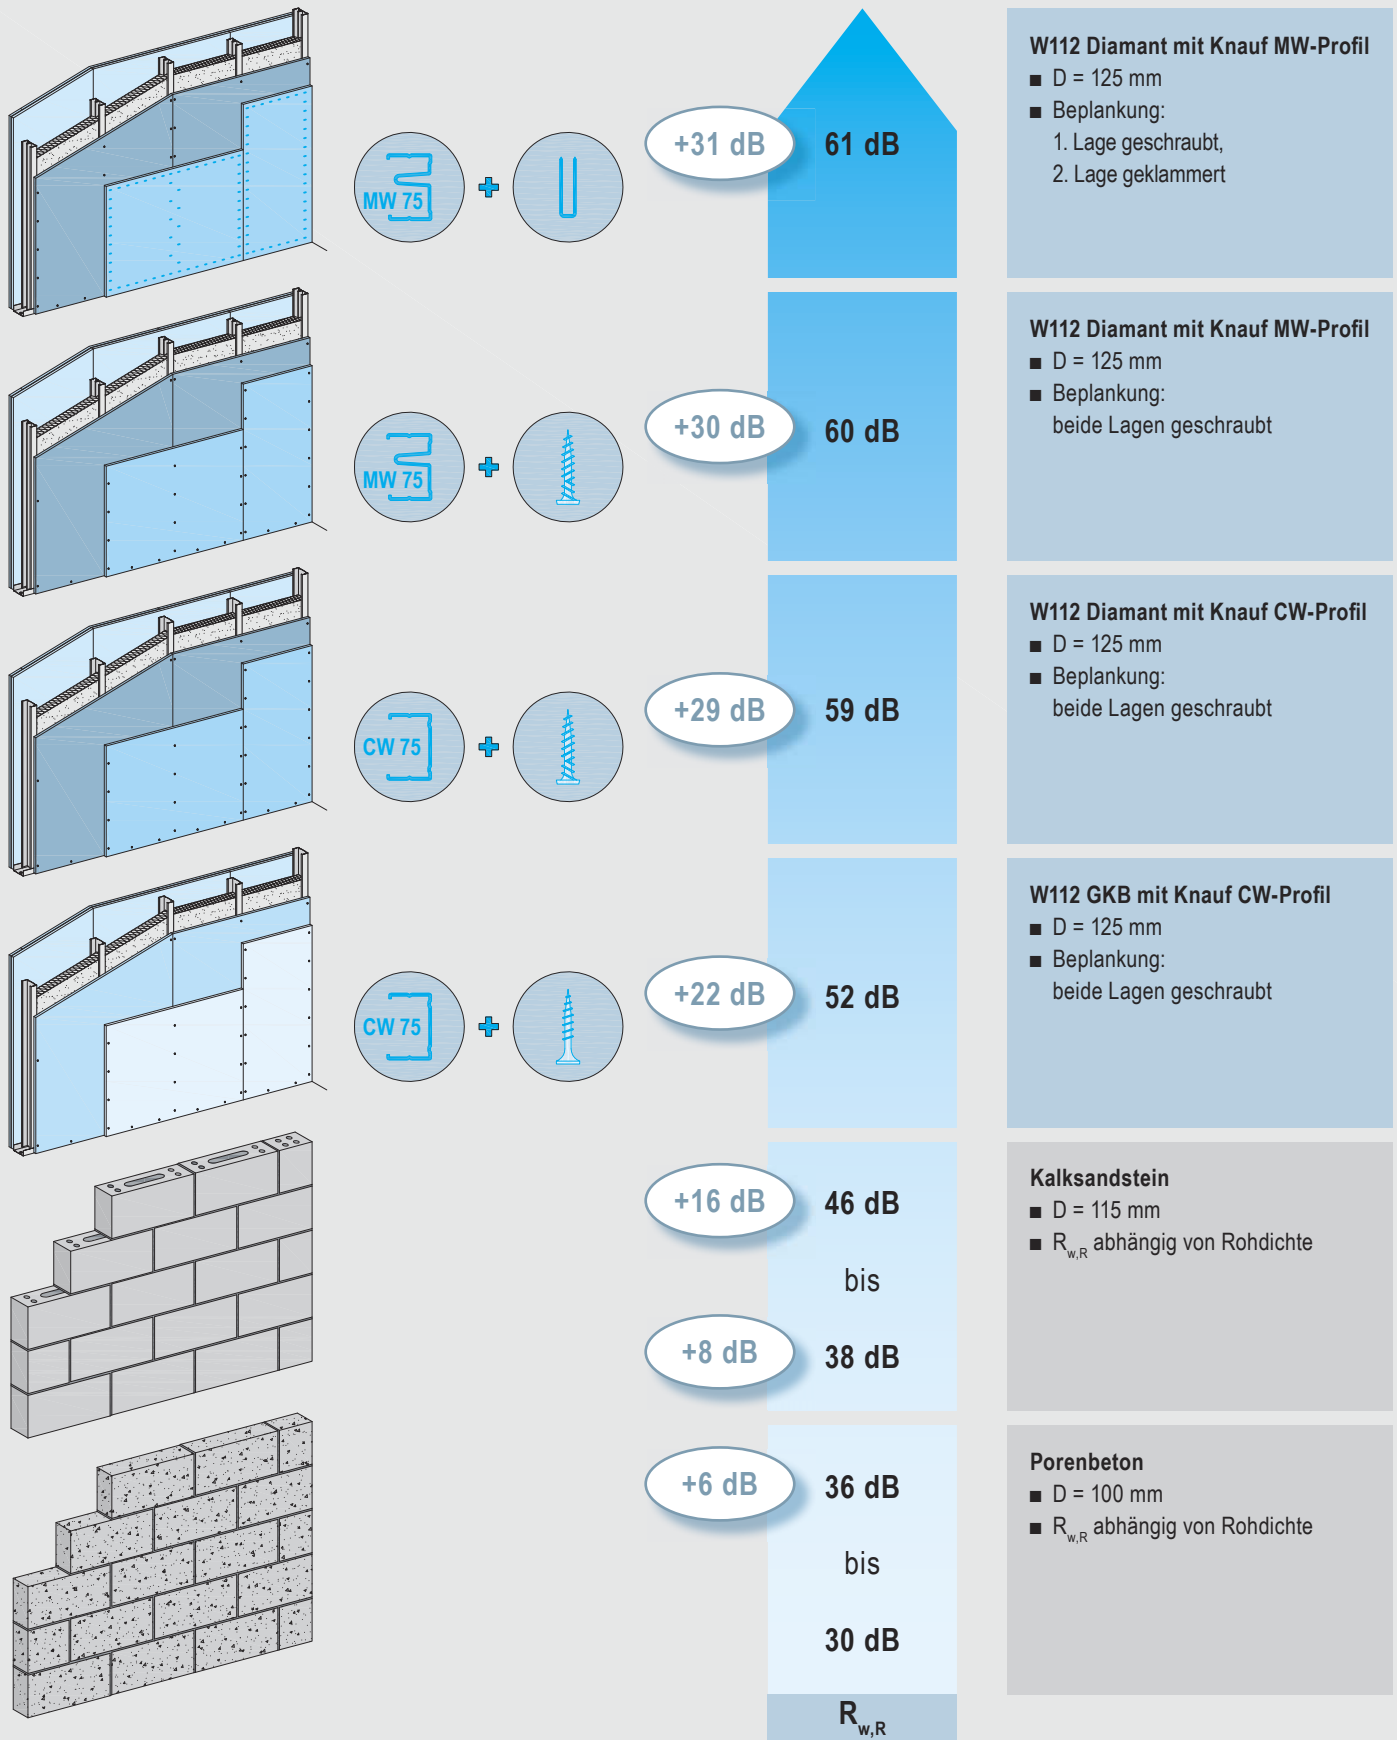 MW 75
+31 dB
61 dB
W112 Diamant mit Knauf MW-Profil
■ D = 125 mm
■ Beplankung:
1. Lage geschraubt,
2. Lage geklammert
MW 75
+30 dB
60 dB
W112 Diamant mit Knauf MW-Profil
■ D = 125 mm
■ Beplankung:
beide Lagen geschraubt
CW 75
+29 dB
59 dB
W112 Diamant mit Knauf CW-Profil
■ D = 125 mm
■ Beplankung:
beide Lagen geschraubt
CW 75
+22 dB
52 dB
W112 GKB mit Knauf CW-Profil
■ D = 125 mm
■ Beplankung:
beide Lagen geschraubt
+16 dB
46 dB
bis
+8 dB
38 dB
Kalksandstein
■ D = 115 mm
■ Rw,R abhängig von Rohdichte
+6 dB
36 dB
bis
30 dB
Porenbeton
■ D = 100 mm
■ Rw,R abhängig von Rohdichte
Rw,R